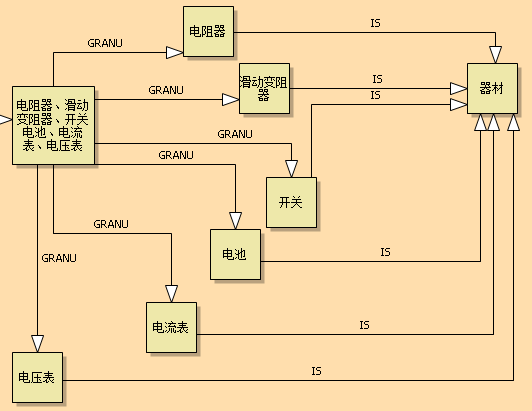 电阻器
IS
GRANU
电阻器、滑动
变阻器、开关
电池、电流
表、电压表
GRANU
滑动变阻
器
IS
IS
器材
GRANU
开关
GRANU
电池
IS
GRANU
电流表
IS
GRANU
电压表
IS